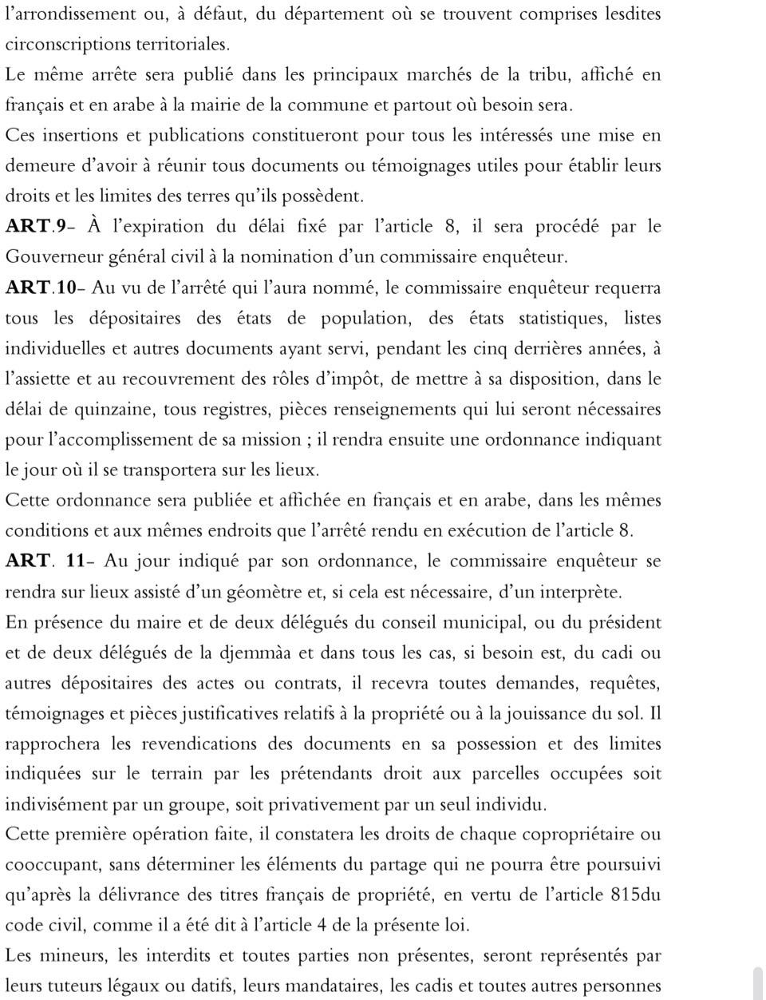 l’arrondissement ou, à défaut, du département où se trouvent comprises lesdites
circonscriptions territoriales.
Le même arrête sera publié dans les principaux marchés de la tribu, affiché en
français et en arabe à la mairie de la commune et partout où besoin sera.
Ces insertions et publications constitueront pour tous les intéressés une mise en
demeure d’avoir à réunir tous documents ou témoignages utiles pour établir leurs
droits et les limites des terres qu’ils possèdent.
ART.9- À l’expiration du délai fixé par l’article 8, il sera procédé par le
Gouverneur général civil à la nomination d’un commissaire enquêteur.
ART.10- Au vu de l’arrêté qui l’aura nommé, le commissaire enquêteur requerra
tous les dépositaires des états de population, des états statistiques, listes
individuelles et autres documents ayant servi, pendant les cinq derrières années, à
l’assiette et au recouvrement des rôles d’impôt, de mettre à sa disposition, dans le
délai de quinzaine, tous registres, pièces renseignements qui lui seront nécessaires
pour l’accomplissement de sa mission ; il rendra ensuite une ordonnance indiquant
le jour où il se transportera sur les lieux.
Cette ordonnance sera publiée et affichée en français et en arabe, dans les mêmes
conditions et aux mêmes endroits que l’arrêté rendu en exécution de l’article 8.
ART. 11- Au jour indiqué par son ordonnance, le commissaire enquêteur se
rendra sur lieux assisté d’un géomètre et, si cela est nécessaire, d’un interprète.
En présence du maire et de deux délégués du conseil municipal, ou du président
et de deux délégués de la djemmàa et dans tous les cas, si besoin est, du cadi ou
autres dépositaires des actes ou contrats, il recevra toutes demandes, requêtes,
témoignages et pièces justificatives relatifs à la propriété ou à la jouissance du sol. Il
rapprochera les revendications des documents en sa possession et des limites
indiquées sur le terrain par les prétendants droit aux parcelles occupées soit
indivisément par un groupe, soit privativement par un seul individu.
Cette première opération faite, il constatera les droits de chaque copropriétaire ou
cooccupant, sans déterminer les éléments du partage qui ne pourra être poursuivi
qu’après la délivrance des titres français de propriété, en vertu de l’article 815du
code civil, comme il a été dit à l’article 4 de la présente loi.
Les mineurs, les interdits et toutes parties non présentes, seront représentés par
leurs tuteurs légaux ou datifs, leurs mandataires, les cadis et toutes autres personnes